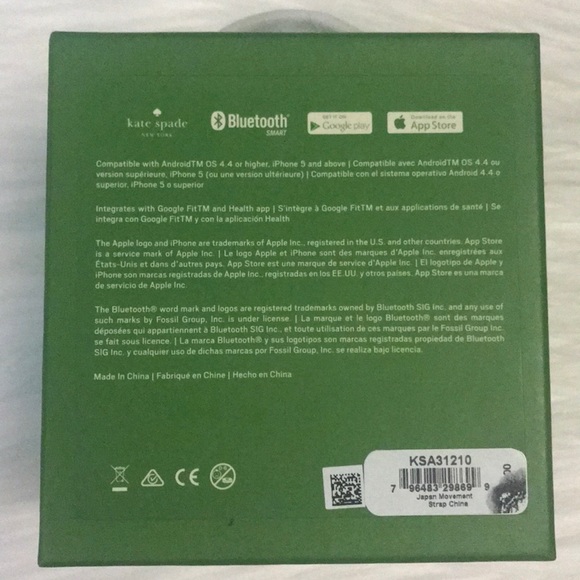 kate spade
NEW YORK
Bluetooth®
SMART
GET IT ON
Google play
Download on the
App Store
Compatible with AndroidTM OS 4.4 or higher, iPhone 5 and above | Compatible avec AndroidTM OS 4.4 ou
version supérieure, iPhone 5 (ou une version ultérieure) | Compatible con el sistema operativo Android 4.4 o
superior, iPhone 5 o superior
Integrates with Google FitTM and Health app | S'intègre à Google FitTM et aux applications de santé | Se
integra con Google FitTM y con la aplicación Health
The Apple logo and iPhone are trademarks of Apple Inc., registered in the U.S. and other countries. App Store
is a service mark of Apple Inc. | Le logo Apple et iPhone sont des marques d'Apple Inc. enregistrées aux
États-Unis et dans d'autres pays. App Store est une marque de service d'Apple Inc. | El logotipo de Apple y
iPhone son marcas registradas de Apple Inc., registradas en los EE.UU. y otros países. App Store es una marca
de servicio de Apple Inc.
The Bluetooth® word mark and logos are registered trademarks owned by Bluetooth SIG Inc. and any use of
such marks by Fossil Group, Inc. is under license. | La marque et le logo Bluetooth® sont des marques
déposées qui appartiennent à Bluetooth SIG Inc., et toute utilisation de ces marques par le Fossil Group Inc.
se fait sous licence. | La marca Bluetooth® y sus logotipos son marcas registradas propiedad de Bluetooth
SIG Inc. y cualquier uso de dichas marcas por Fossil Group, Inc. se realiza bajo licencia.
Made In China | Fabriqué en Chine | Hecho en China
CE
KSA31210
7 96483 29869 9
Japan Movement
Strap China